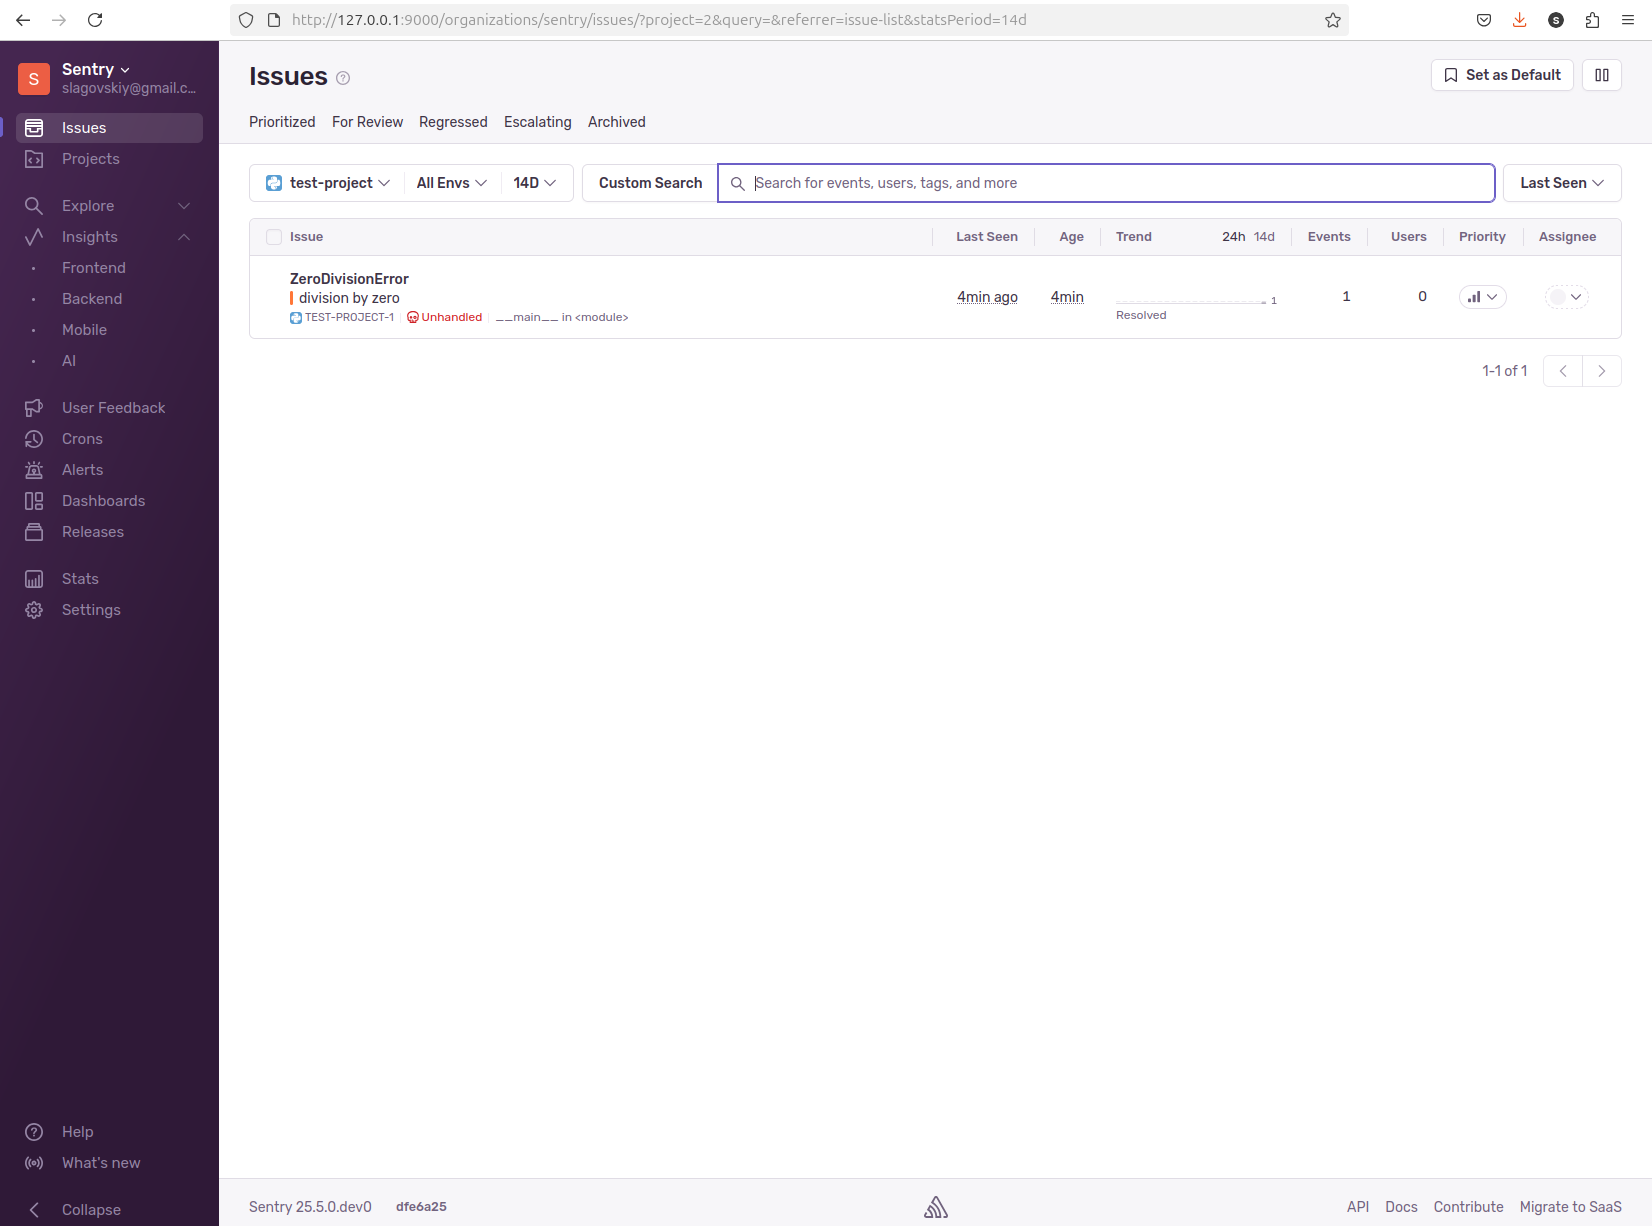 http://127.0.0.1:9000/organizations/sentry/issues/?project=2&query=&referrer=issue-list&statsPeriod=14d
S
S
Sentry
slagovskiy@gmail.c...
Issues
Projects
Explore
Insights
Frontend
Backend
Mobile
AI
User Feedback
Crons
Alerts
Dashboards
Releases
Stats
Settings
Help
What's new
Collapse
Issues
Set as Default
Prioritized For Review Regressed Escalating Archived
test-project All Envs 14D Custom Search Search for events, users, tags, and more Last Seen
Issue Last Seen Age Trend 24h 14d Events Users Priority Assignee
ZeroDivisionError
division by zero
TEST-PROJECT-1 Unhandled __main__ in <module>
4min ago 4min 1 1 0
Resolved
1-1 of 1
Sentry 25.5.0.dev0 dfe6a25 API Docs Contribute Migrate to SaaS